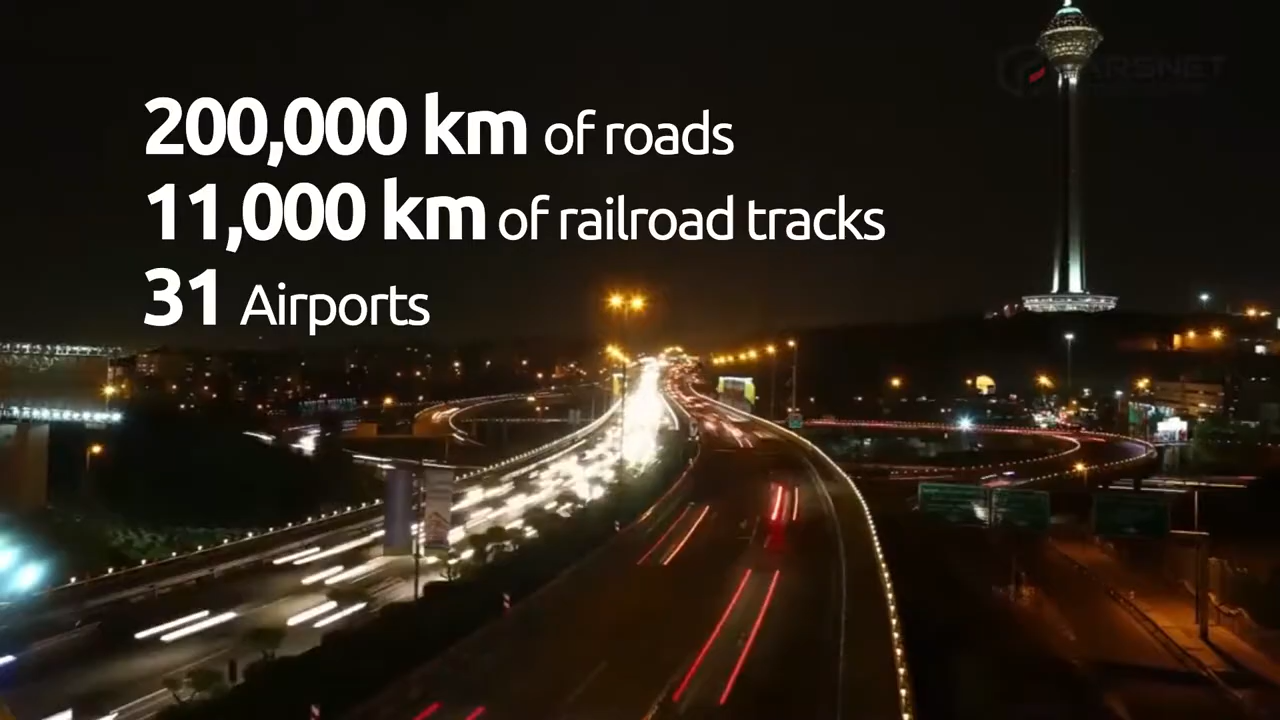 200,000 km of roads
11,000 km of railroad tracks
31 Airports